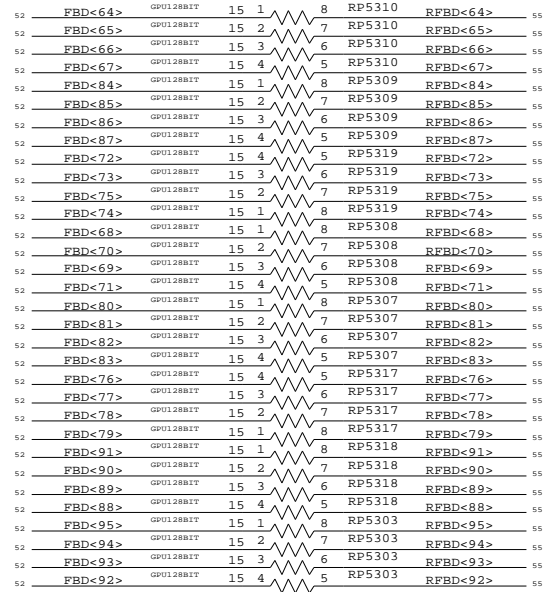 52 FBD<64> GPU128BIT 15 1 8 RP5310 RFBD<64> 55
52 FBD<65> GPU128BIT 15 2 7 RP5310 RFBD<65> 55
52 FBD<66> GPU128BIT 15 3 6 RP5310 RFBD<66> 55
52 FBD<67> GPU128BIT 15 4 5 RP5310 RFBD<67> 55
52 FBD<84> GPU128BIT 15 1 8 RP5309 RFBD<84> 55
52 FBD<85> GPU128BIT 15 2 7 RP5309 RFBD<85> 55
52 FBD<86> GPU128BIT 15 3 6 RP5309 RFBD<86> 55
52 FBD<87> GPU128BIT 15 4 5 RP5309 RFBD<87> 55
52 FBD<72> GPU128BIT 15 4 5 RP5319 RFBD<72> 55
52 FBD<73> GPU128BIT 15 3 6 RP5319 RFBD<73> 55
52 FBD<75> GPU128BIT 15 2 7 RP5319 RFBD<75> 55
52 FBD<74> GPU128BIT 15 1 8 RP5319 RFBD<74> 55
52 FBD<68> GPU128BIT 15 1 8 RP5308 RFBD<68> 55
52 FBD<70> GPU128BIT 15 2 7 RP5308 RFBD<70> 55
52 FBD<69> GPU128BIT 15 3 6 RP5308 RFBD<69> 55
52 FBD<71> GPU128BIT 15 4 5 RP5308 RFBD<71> 55
52 FBD<80> GPU128BIT 15 1 8 RP5307 RFBD<80> 55
52 FBD<81> GPU128BIT 15 2 7 RP5307 RFBD<81> 55
52 FBD<82> GPU128BIT 15 3 6 RP5307 RFBD<82> 55
52 FBD<83> GPU128BIT 15 4 5 RP5307 RFBD<83> 55
52 FBD<76> GPU128BIT 15 4 5 RP5317 RFBD<76> 55
52 FBD<77> GPU128BIT 15 3 6 RP5317 RFBD<77> 55
52 FBD<78> GPU128BIT 15 2 7 RP5317 RFBD<78> 55
52 FBD<79> GPU128BIT 15 1 8 RP5317 RFBD<79> 55
52 FBD<91> GPU128BIT 15 1 8 RP5318 RFBD<91> 55
52 FBD<90> GPU128BIT 15 2 7 RP5318 RFBD<90> 55
52 FBD<89> GPU128BIT 15 3 6 RP5318 RFBD<89> 55
52 FBD<88> GPU128BIT 15 4 5 RP5318 RFBD<88> 55
52 FBD<95> GPU128BIT 15 1 8 RP5303 RFBD<95> 55
52 FBD<94> GPU128BIT 15 2 7 RP5303 RFBD<94> 55
52 FBD<93> GPU128BIT 15 3 6 RP5303 RFBD<93> 55
52 FBD<92> GPU128BIT 15 4 5 RP5303 RFBD<92> 55